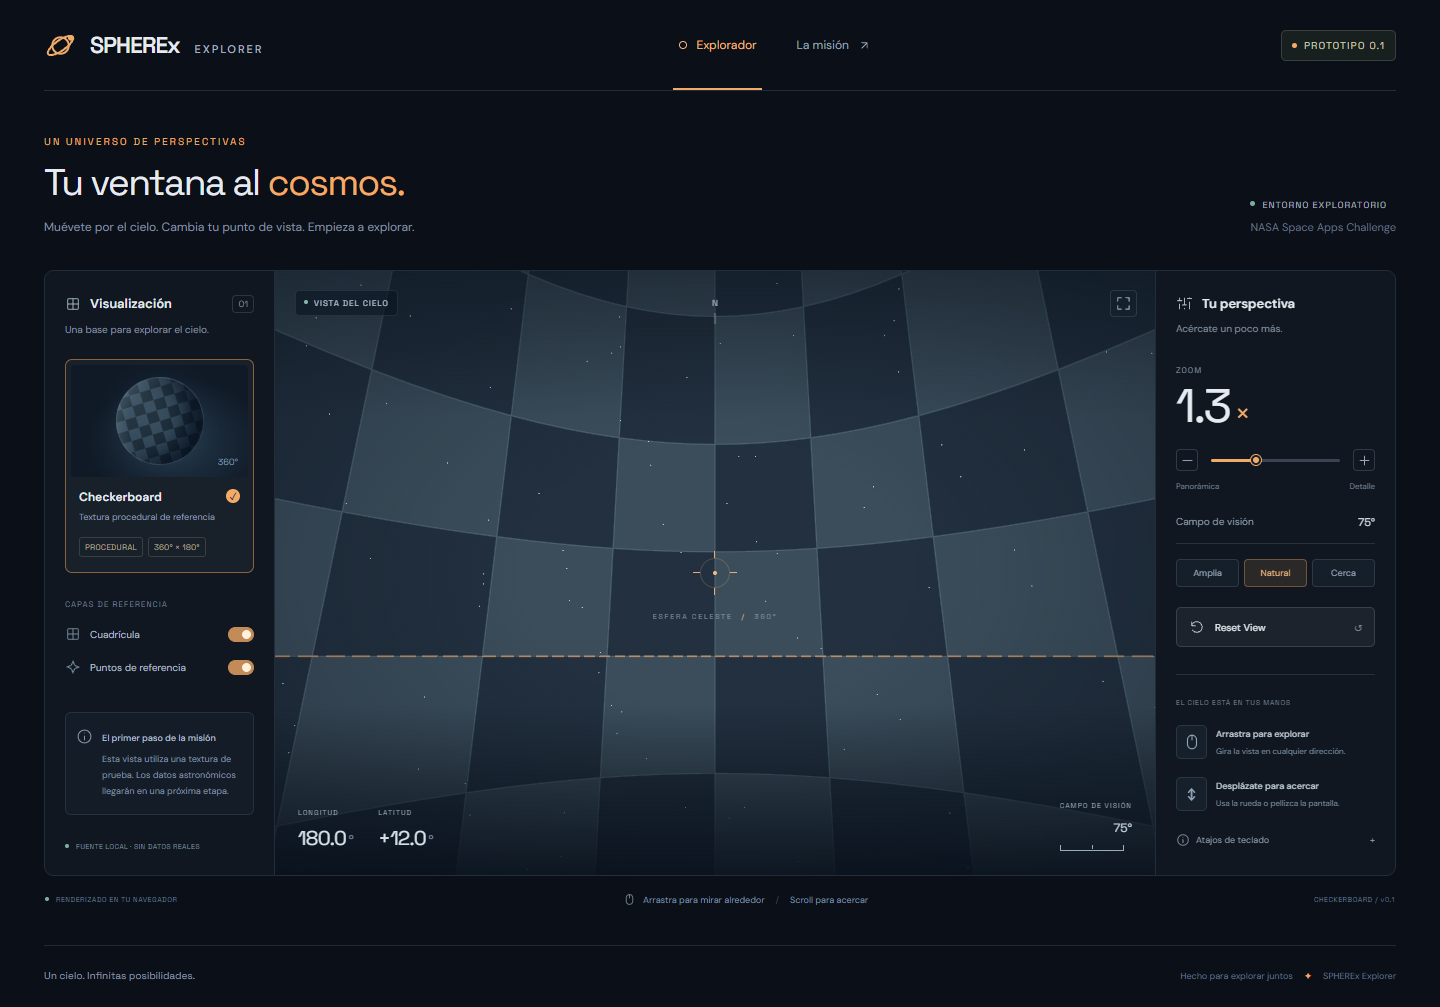 SPHEREx EXPLORER
Explorador
La misión
PROTOTIPO 0.1
UN UNIVERSO DE PERSPECTIVAS
Tu ventana al cosmos.
Muévete por el cielo. Cambia tu punto de vista. Empieza a explorar.
ENTORNO EXPLORATORIO
NASA Space Apps Challenge
Visualización
01
Una base para explorar el cielo.
360°
Checkerboard
Textura procedural de referencia
PROCEDURAL
360° × 180°
CAPAS DE REFERENCIA
Cuadrícula
Puntos de referencia
El primer paso de la misión
Esta vista utiliza una textura de
prueba. Los datos astronómicos
llegarán en una próxima etapa.
FUENTE LOCAL · SIN DATOS REALES
VISTA DEL CIELO
N
ESFERA CELESTE / 360°
LONGITUD
180.0°
LATITUD
+12.0°
CAMPO DE VISIÓN
75°
Tu perspectiva
Acércate un poco más.
ZOOM
1.3×
Panorámica
Detalle
Campo de visión
75°
Amplia
Natural
Cerca
Reset View
EL CIELO ESTÁ EN TUS MANOS
Arrastra para explorar
Gira la vista en cualquier dirección.
Desplázate para acercar
Usa la rueda o pellizca la pantalla.
Atajos de teclado
+
RENDERIZADO EN TU NAVEGADOR
Arrastra para mirar alrededor / Scroll para acercar
CHECKERBOARD / v0.1
Un cielo. Infinitas posibilidades.
Hecho para explorar juntos
SPHEREx Explorer